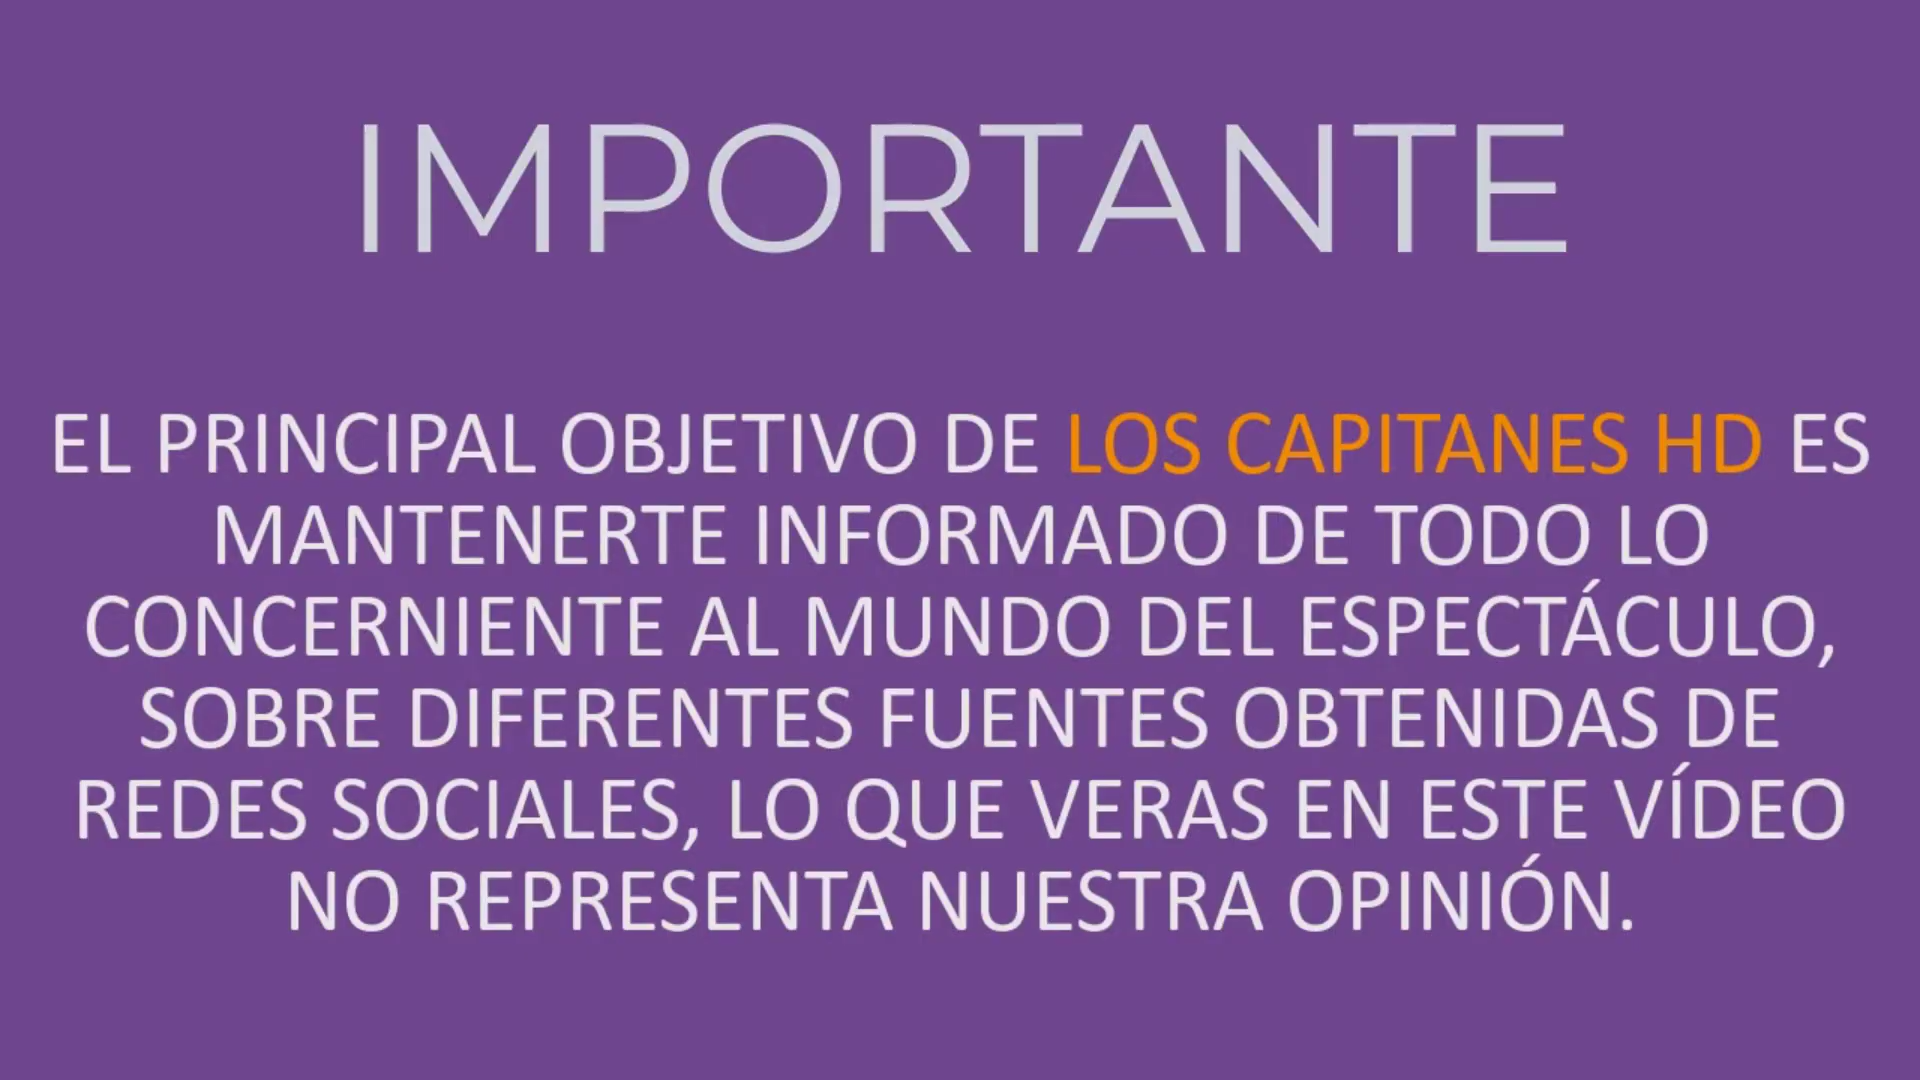 IMPORTANTE
EL PRINCIPAL OBJETIVO DE LOS CAPITANES HD ES
MANTENERTE INFORMADO DE TODO LO
CONCERNIENTE AL MUNDO DEL ESPECTÁCULO,
SOBRE DIFERENTES FUENTES OBTENIDAS DE
REDES SOCIALES, LO QUE VERAS EN ESTE VÍDEO
NO REPRESENTA NUESTRA OPINIÓN.